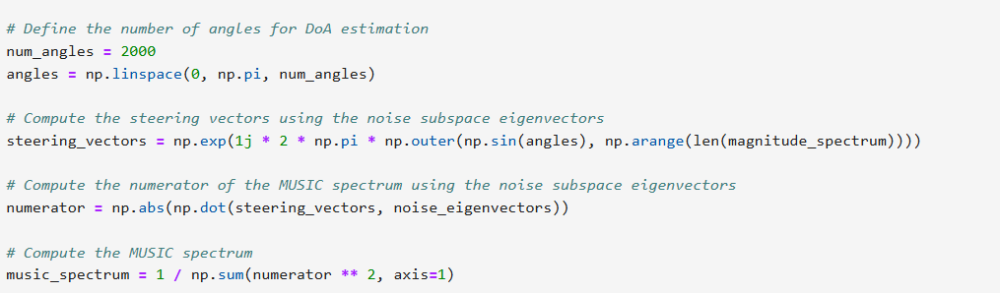 # Define the number of angles for DoA estimation
num_angles = 2000
angles = np.linspace(0, np.pi, num_angles)
# Compute the steering vectors using the noise subspace eigenvectors
steering_vectors = np.exp(1j * 2 * np.pi * np.outer(np.sin(angles), np.arange(len(magnitude_spectrum))))
# Compute the numerator of the MUSIC spectrum using the noise subspace eigenvectors
numerator = np.abs(np.dot(steering_vectors, noise_eigenvectors))
# Compute the MUSIC spectrum
music_spectrum = 1 / np.sum(numerator ** 2, axis=1)